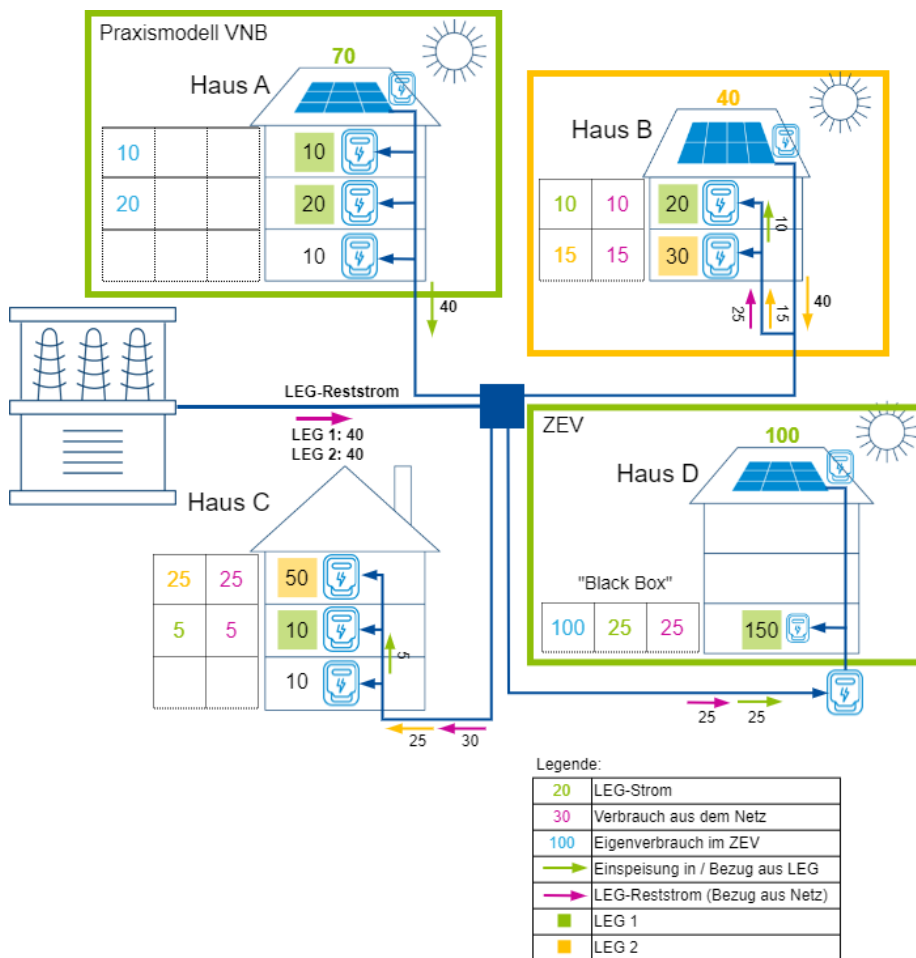 Praxismodell VNB
70
Haus A
10
10
20
20
10
40
40
Haus B
10 10
20
10
15 15
30
25
15
40
LEG-Reststrom
LEG 1: 40
LEG 2: 40
ZEV
100
Haus D
"Black Box"
100 25 25
150
25 25
Haus C
25 25
50
5 5
10
5
10
25 30
Legende:
20 LEG-Strom
30 Verbrauch aus dem Netz
100 Eigenverbrauch im ZEV
Einspeisung in / Bezug aus LEG
LEG-Reststrom (Bezug aus Netz)
LEG 1
LEG 2